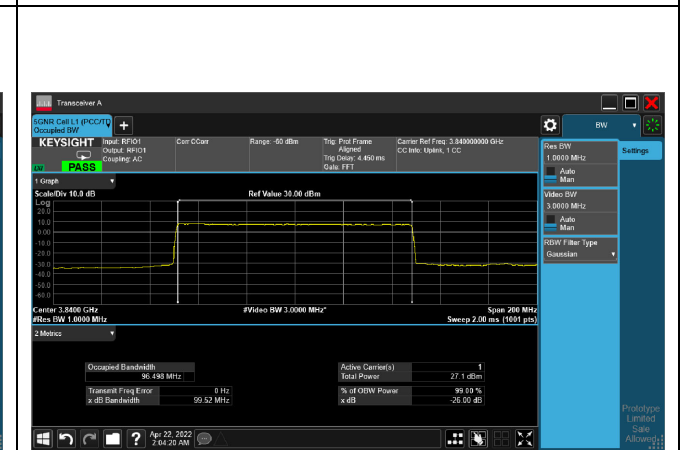 Transceiver A
5GNR Cell L1 (PCC/TD
Occupied BW
+
KEYSIGHT
Input: RFIO1
Output: RFIO1
Coupling: AC
Corr CCorr
Range: -60 dBm
Trig: Prot Frame
Aligned
Trig Delay: 4.450 ms
Gate: FFT
Carrier Ref Freq: 3.840000000 GHz
CC Info: Uplink, 1 CC
PASS
1 Graph
Scale/Div 10.0 dB
Ref Value 30.00 dBm
Log
20.0
10.0
0.00
-10.0
-20.0
-30.0
-40.0
-50.0
-60.0
Center 3.8400 GHz
#Video BW 3.0000 MHz*
Span 200 MHz
#Res BW 1.0000 MHz
Sweep 2.00 ms (1001 pts)
2 Metrics
Occupied Bandwidth
96.498 MHz
Transmit Freq Error 0 Hz
x dB Bandwidth 99.52 MHz
Active Carrier(s) 1
Total Power 27.1 dBm
% of OBW Power 99.00 %
x dB -26.00 dB
Apr 22, 2022
2:04:20 AM
BW
Settings
Res BW
1.0000 MHz
Auto
Man
Video BW
3.0000 MHz
Auto
Man
RBW Filter Type
Gaussian
Prototype
Limited
Sale
Allowed